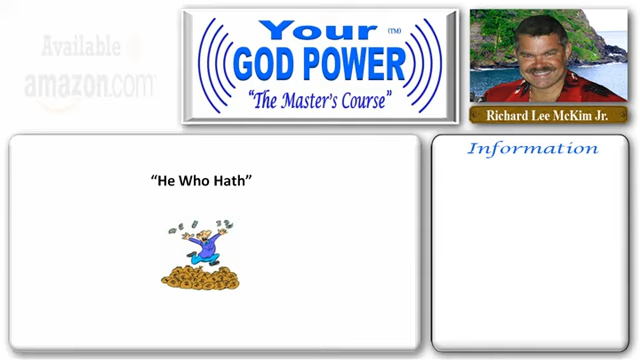 Available
amazon.com
Your (TM)
GOD POWER
"The Master's Course"
Richard Lee McKim Jr.
Information
"He Who Hath"